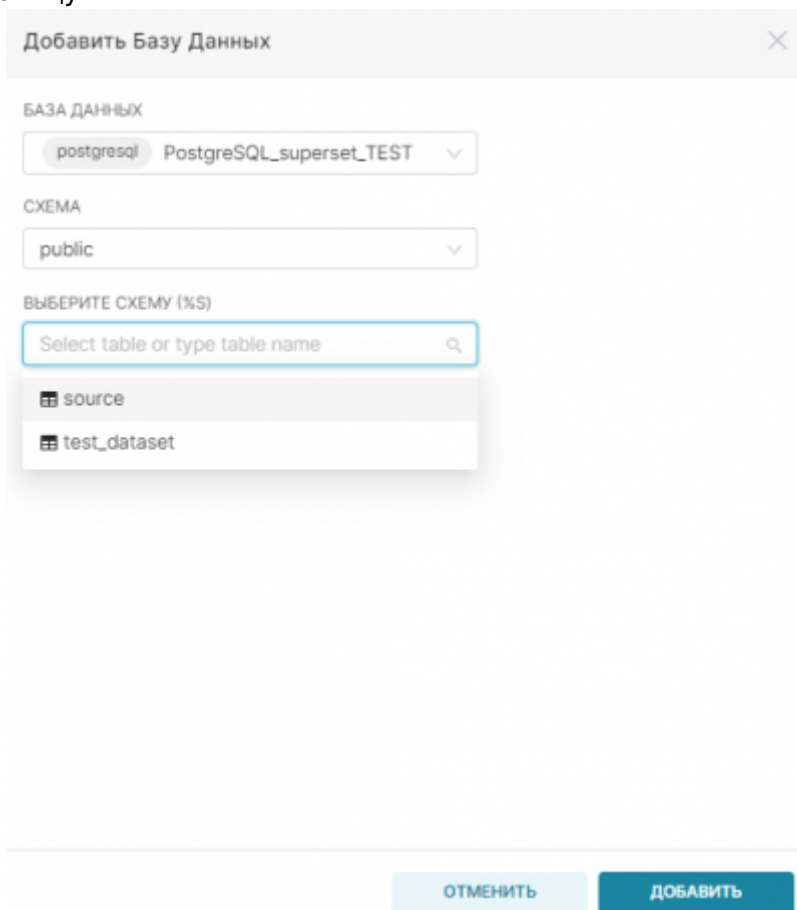 Добавить Базу Данных
БАЗА ДАННЫХ
postgresql PostgreSQL_superset_TEST
СХЕМА
public
ВЫБЕРИТЕ СХЕМУ (%S)
Select table or type table name
source
test_dataset
ОТМЕНИТЬ ДОБАВИТЬ